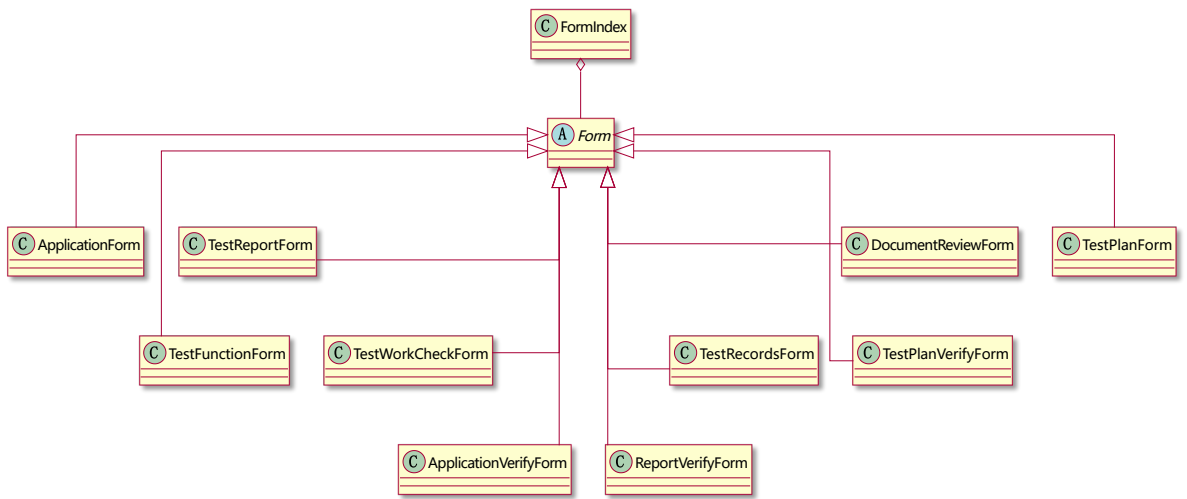 C FormIndex
A Form
C ApplicationForm
C TestReportForm
C DocumentReviewForm
C TestPlanForm
C TestFunctionForm
C TestWorkCheckForm
C TestRecordsForm
C TestPlanVerifyForm
C ApplicationVerifyForm
C ReportVerifyForm